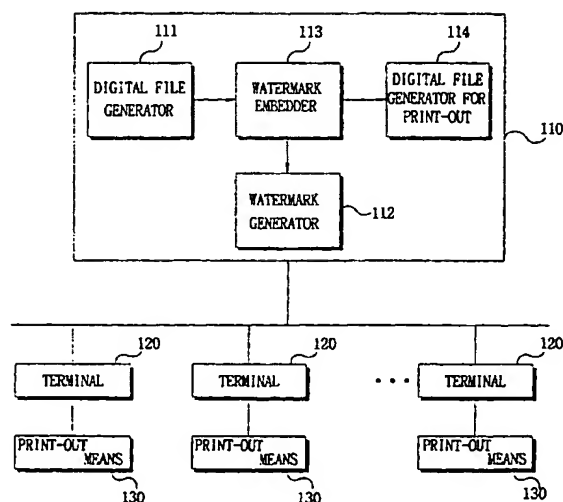 111
113
114
DIGITAL FILE
GENERATOR
WATERMARK
EMBEDDER
DIGITAL FILE
GENERATOR FOR
PRINT-OUT
110
WATERMARK
GENERATOR
112
120
120
120
TERMINAL
TERMINAL
...
TERMINAL
PRINT-OUT
MEANS
PRINT-OUT
MEANS
PRINT-OUT
MEANS
130
130
130